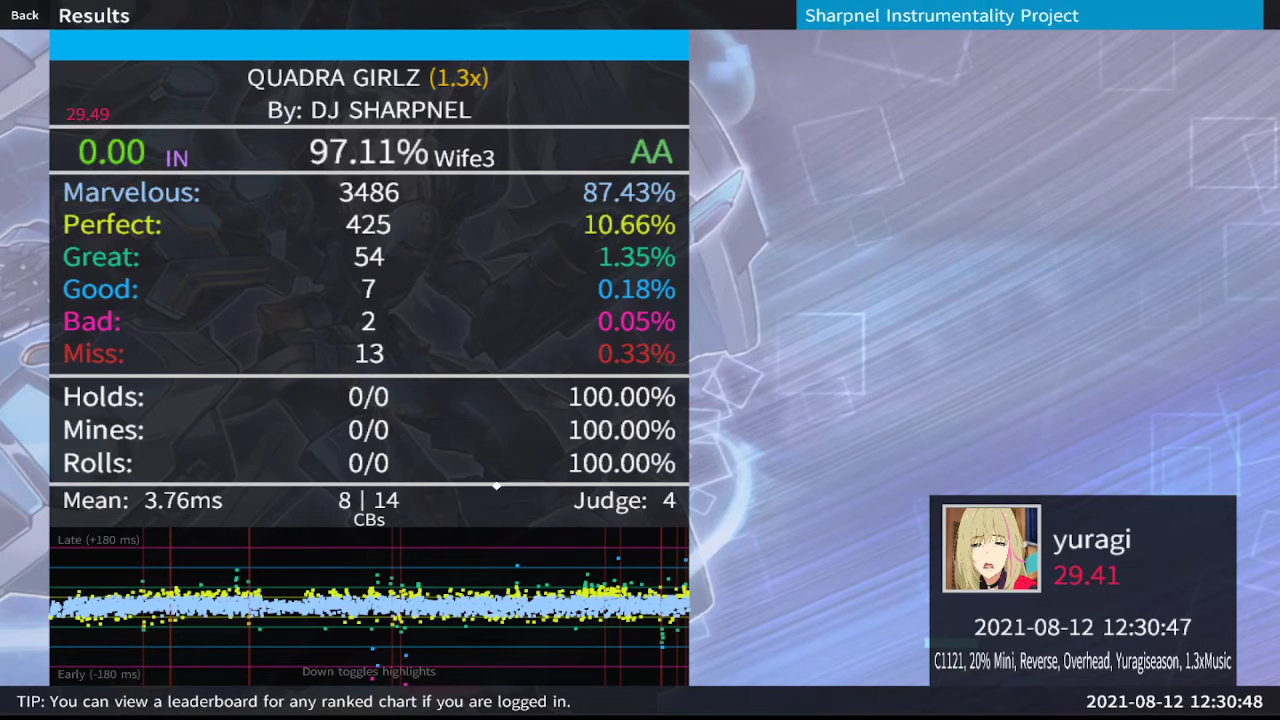 Back Results Sharpnel Instrumentality Project
QUADRA GIRLZ (1.3x)
29.49 By: DJ SHARPNEL
0.00 IN 97.11% Wife3 AA
Marvelous: 3486 87.43%
Perfect: 425 10.66%
Great: 54 1.35%
Good: 7 0.18%
Bad: 2 0.05%
Miss: 13 0.33%
Holds: 0/0 100.00%
Mines: 0/0 100.00%
Rolls: 0/0 100.00%
Mean: 3.76ms 8 | 14 Judge: 4
CBs
Late (+180 ms)
Early (-180 ms) Down toggles highlights
yuragi
29.41
2021-08-12 12:30:47
C1121, 20% Mini, Reverse, Overhead, Yuragiseason, 1.3xMusic
TIP: You can view a leaderboard for any ranked chart if you are logged in. 2021-08-12 12:30:48